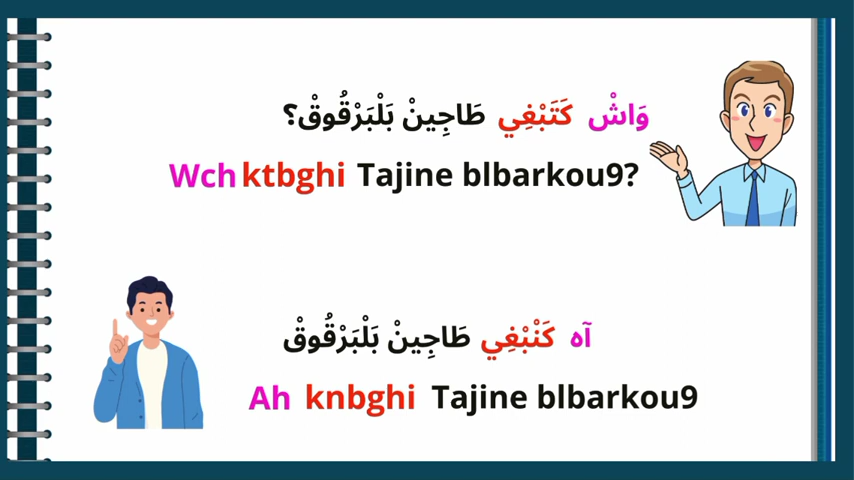 وَاشْ كَتَبْغِي طَاجِينْ بَلْبَرْقُوقْ؟
Wch ktbghi Tajine blbarkou9?
آه كَنْبْغِي طَاجِينْ بَلْبَرْقُوقْ
Ah knbghi Tajine blbarkou9